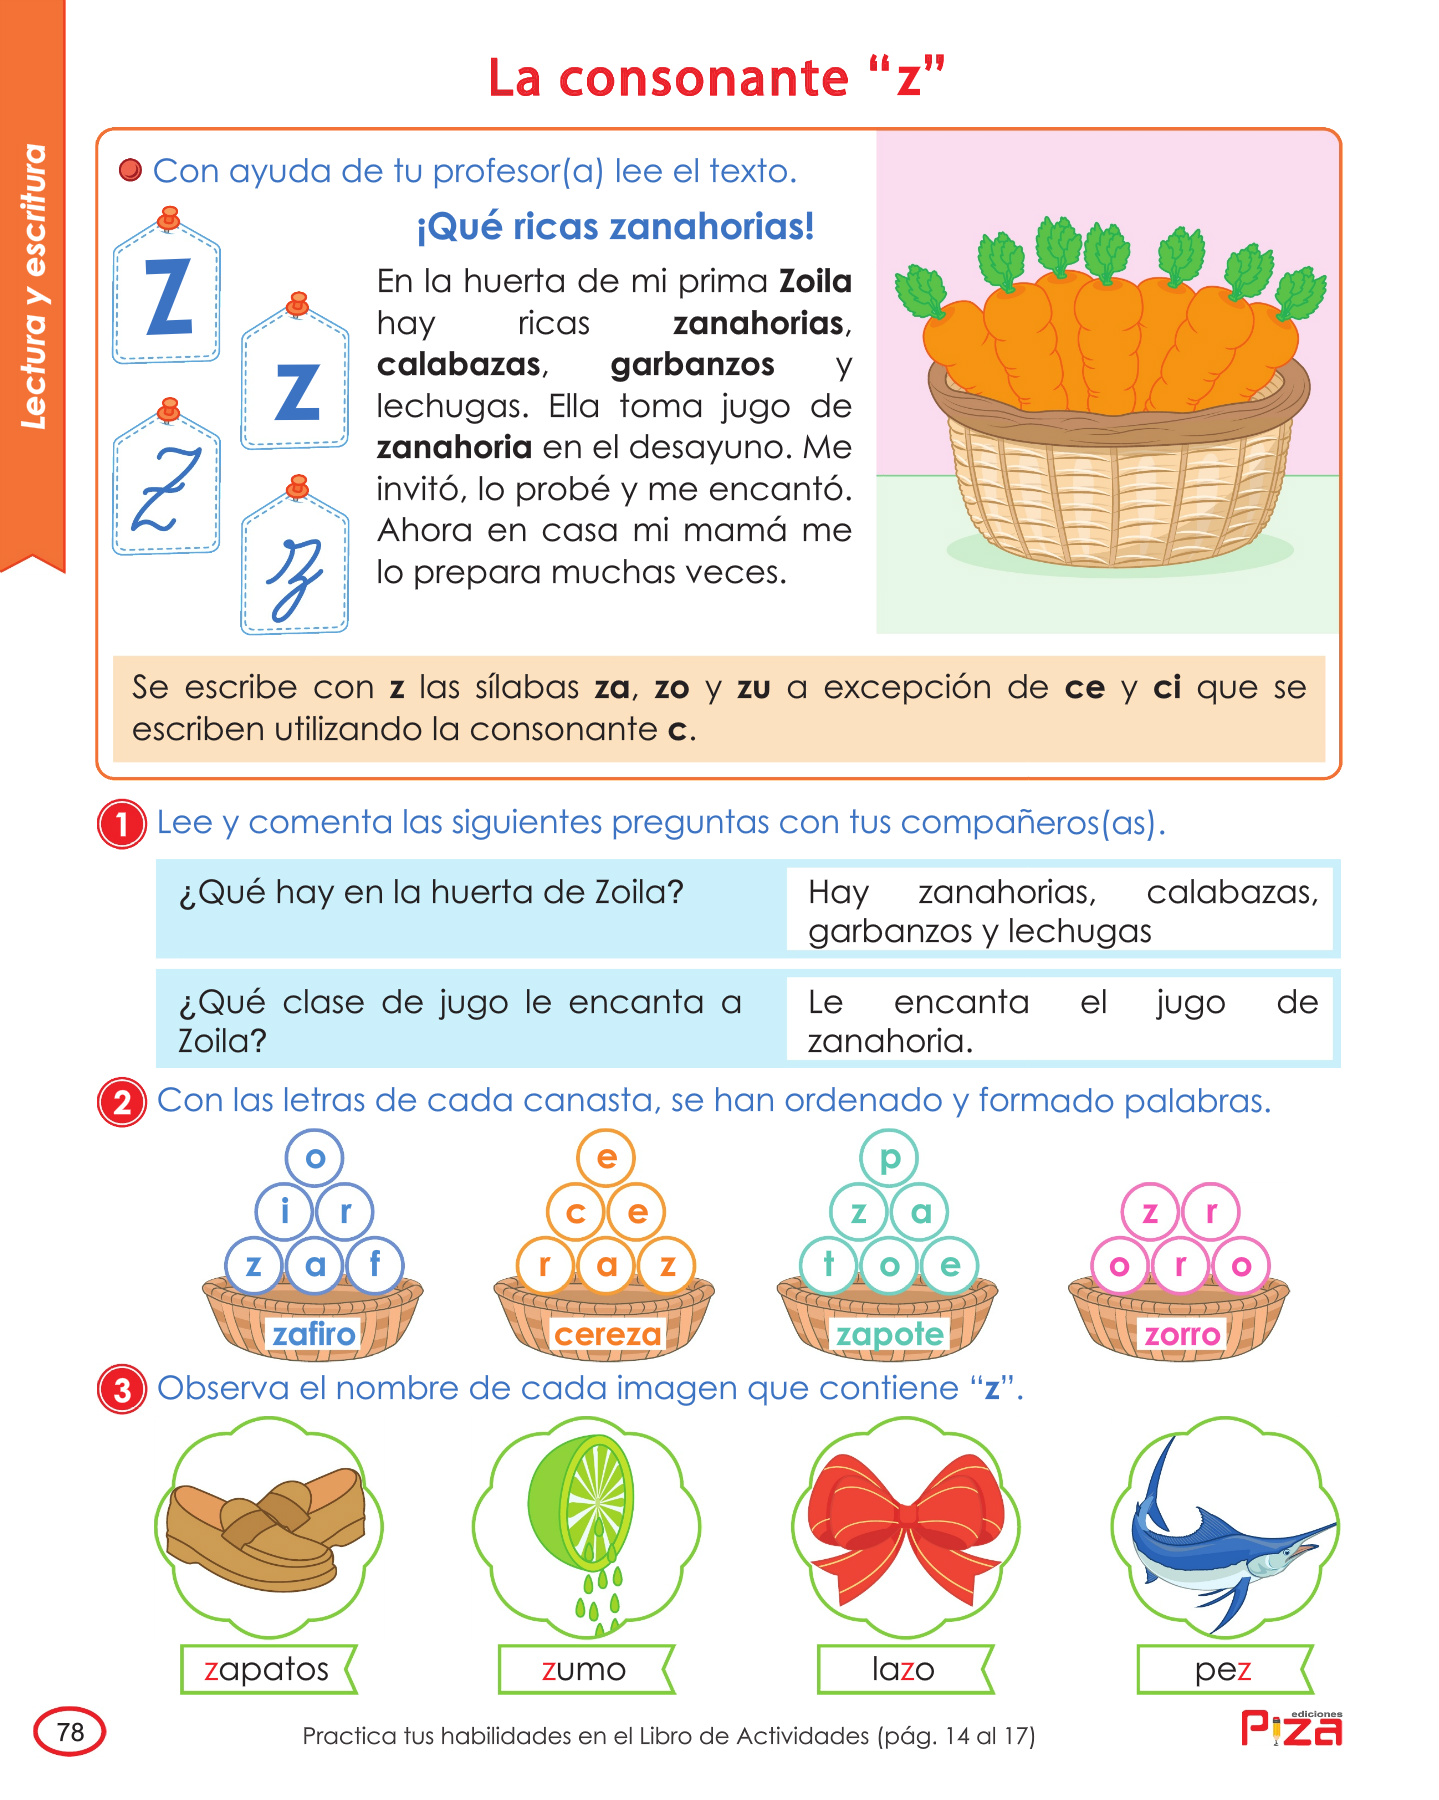 La consonante “z”
Lectura y escritura
Con ayuda de tu profesor(a) lee el texto.
Z
z
Z
z
¡Qué ricas zanahorias!
En la huerta de mi prima Zoila
hay ricas zanahorias,
calabazas, garbanzos y
lechugas. Ella toma jugo de
zanahoria en el desayuno. Me
invitó, lo probé y me encantó.
Ahora en casa mi mamá me
lo prepara muchas veces.
Se escribe con z las sílabas za, zo y zu a excepción de ce y ci que se
escriben utilizando la consonante c.
1 Lee y comenta las siguientes preguntas con tus compañeros(as).
¿Qué hay en la huerta de Zoila?
Hay zanahorias, calabazas,
garbanzos y lechugas
¿Qué clase de jugo le encanta a
Zoila?
Le encanta el jugo de
zanahoria.
2 Con las letras de cada canasta, se han ordenado y formado palabras.
o
i r
z a f
zafiro
e
c e
r a z
cereza
p
z a
t o e
zapote
z r
o r o
zorro
3 Observa el nombre de cada imagen que contiene “z”.
zapatos
zumo
lazo
pez
78
Practica tus habilidades en el Libro de Actividades (pág. 14 al 17)
ediciones
Piza